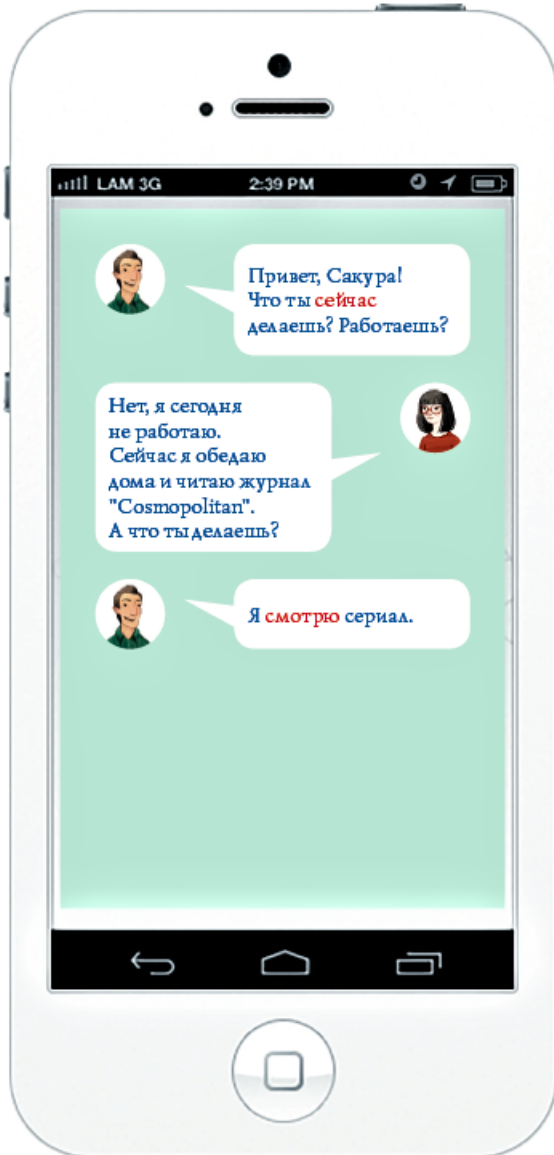 LAM 3G 2:39 PM
Привет, Сакура!
Что ты сейчас
делаешь? Работаешь?
Нет, я сегодня
не работаю.
Сейчас я обедаю
дома и читаю журнал
"Cosmopolitan".
А что ты делаешь?
Я смотрю сериал.